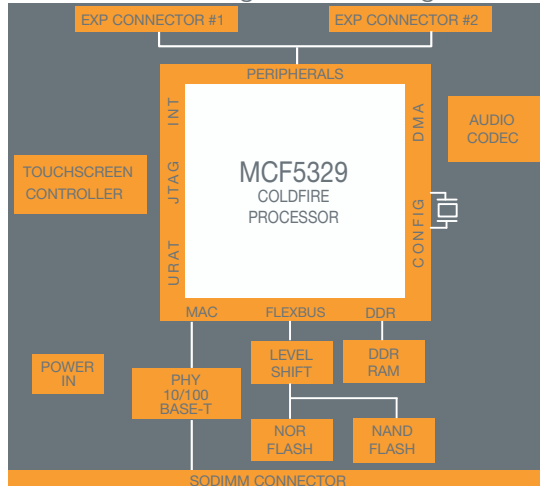 EXP CONNECTOR #1
EXP CONNECTOR #2
PERIPHERALS
INT
JTAG
URAT
DMA
CONFIG
MCF5329
COLDFIRE
PROCESSOR
AUDIO
CODEC
TOUCHSCREEN
CONTROLLER
MAC
FLEXBUS
DDR
POWER
IN
PHY
10/100
BASE-T
LEVEL
SHIFT
DDR
RAM
NOR
FLASH
NAND
FLASH
SODIMM CONNECTOR